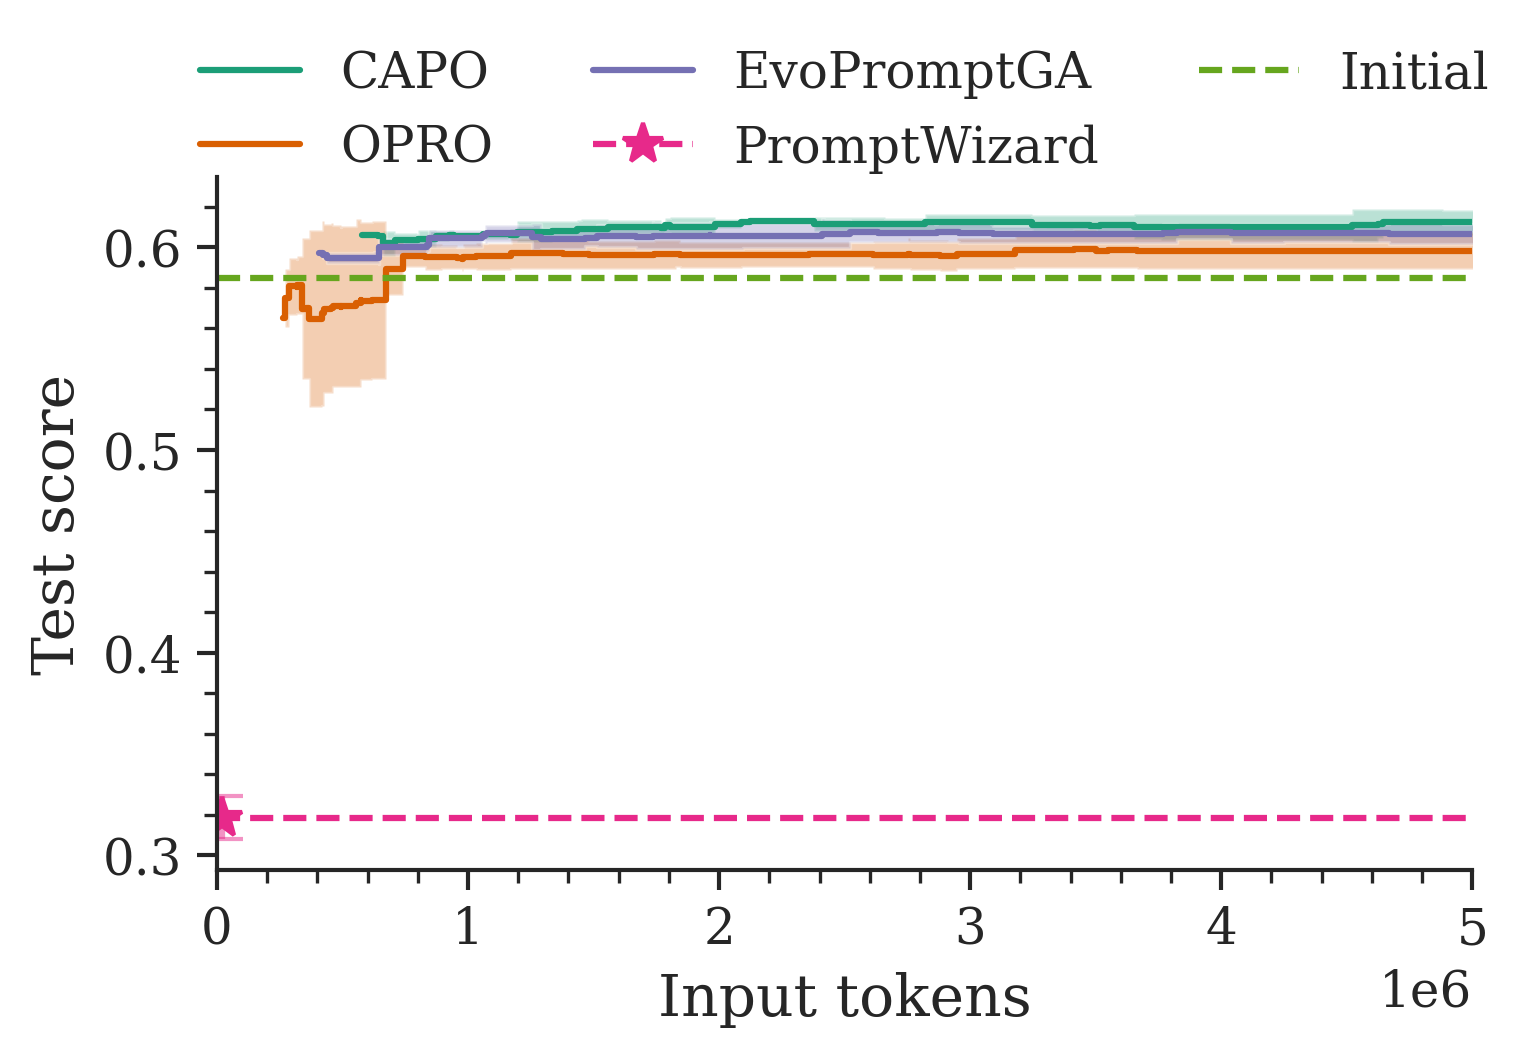 CAPO EvoPromptGA Initial
OPRO PromptWizard
0.6
0.5
0.4
0.3
Test score
0 1 2 3 4 5
1e6
Input tokens